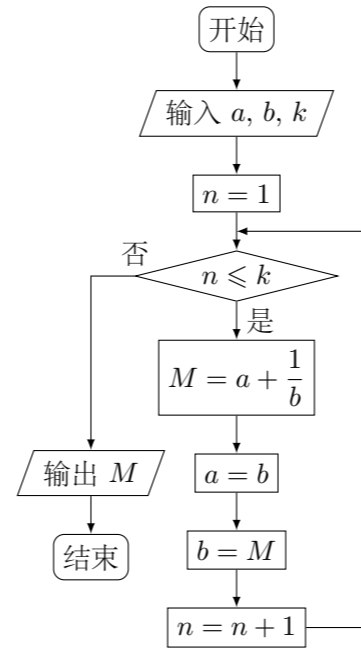 开始
输入 a, b, k
n = 1
n ⩽ k
否
是
M = a + 1/b
a = b
输出 M
b = M
结束
n = n + 1